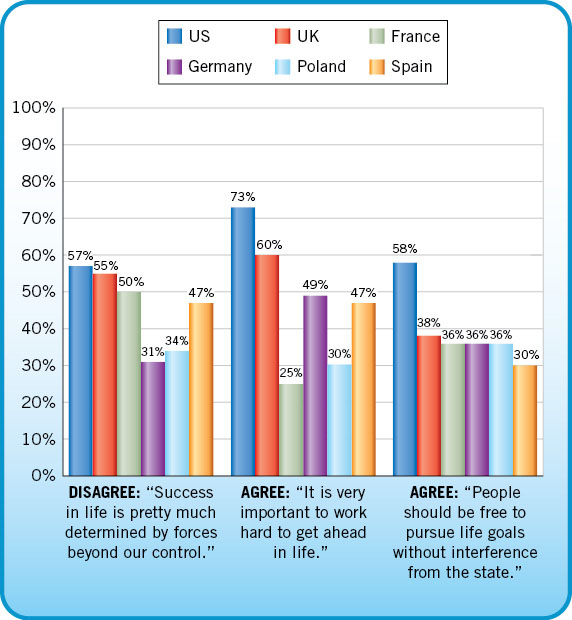 US UK France
Germany Poland Spain
100%
90%
80%
70%
60%
50%
40%
30%
20%
10%
0%
57% 55% 50% 31% 34% 47%
73% 60% 25% 49% 30% 47%
58% 38% 36% 36% 36% 30%
DISAGREE: “Success
in life is pretty much
determined by forces
beyond our control.”
AGREE: “It is very
important to work
hard to get ahead
in life.”
AGREE: “People
should be free to
pursue life goals
without interference
from the state.”